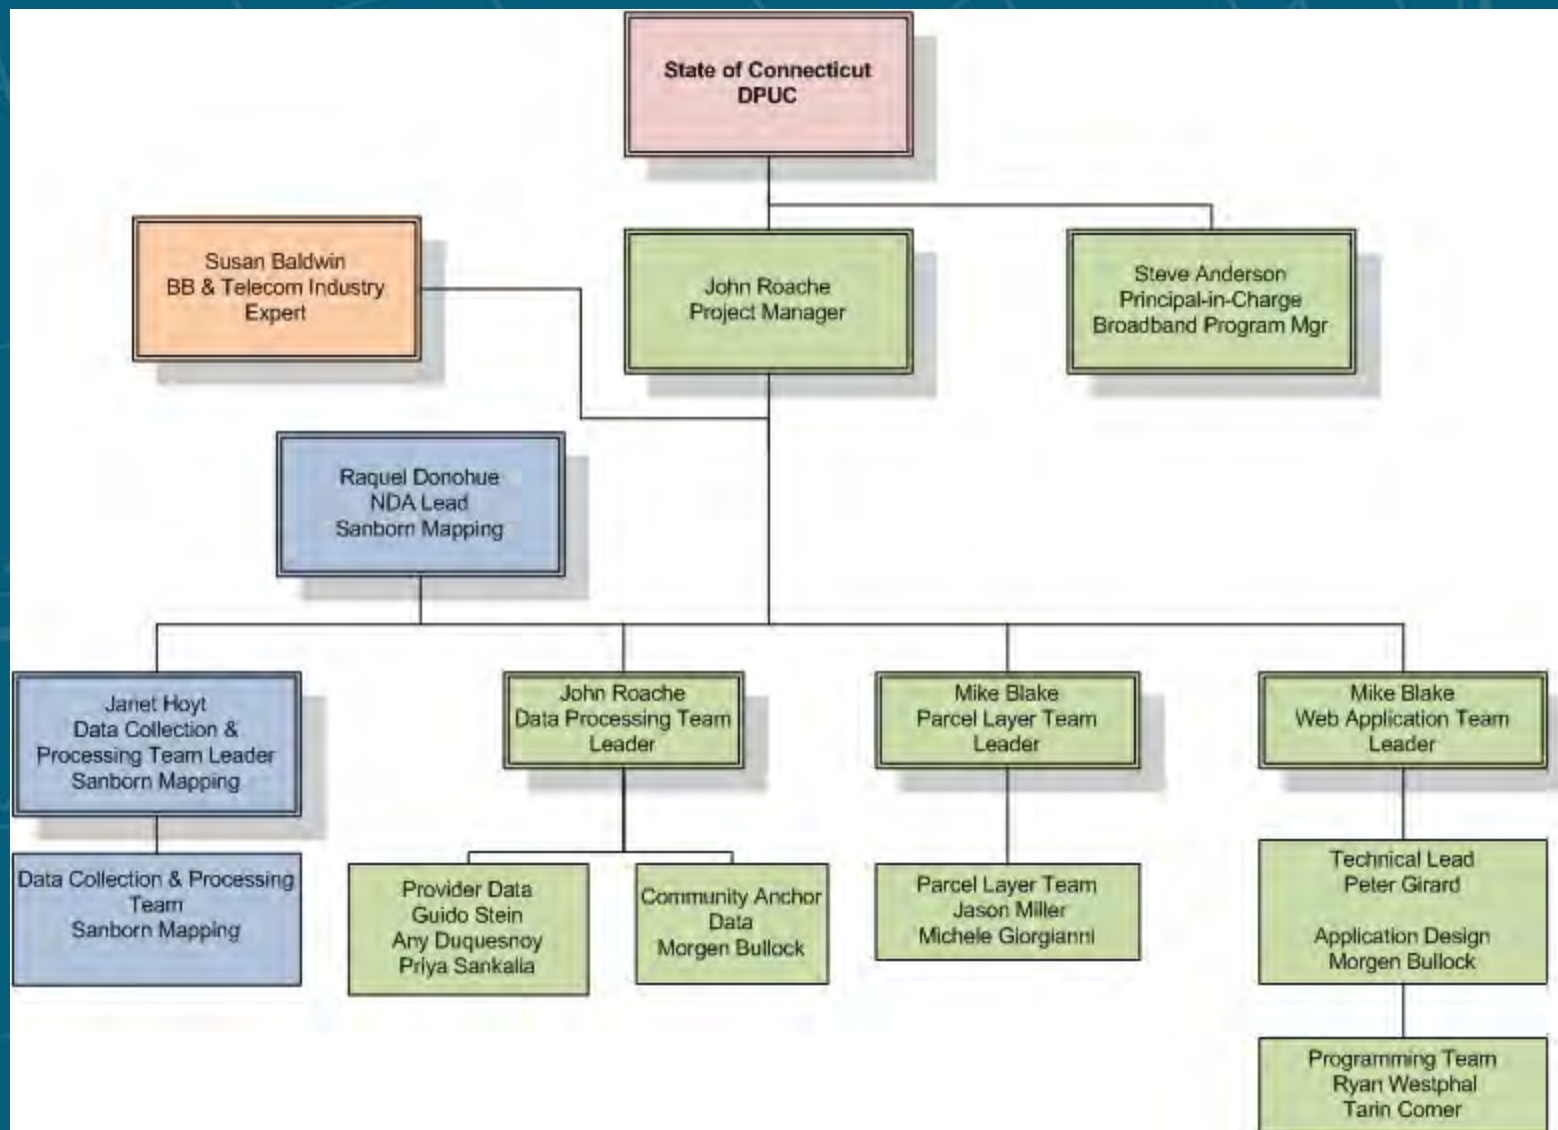 State of Connecticut
DPUC
Susan Baldwin
BB & Telecom Industry
Expert
John Roache
Project Manager
Steve Anderson
Principal-in-Charge
Broadband Program Mgr
Raquel Donohue
NDA Lead
Sanborn Mapping
Janet Hoyt
Data Collection &
Processing Team Leader
Sanborn Mapping
John Roache
Data Processing Team
Leader
Mike Blake
Parcel Layer Team
Leader
Mike Blake
Web Application Team
Leader
Data Collection & Processing
Team
Sanborn Mapping
Provider Data
Guido Stein
Any Duquesnoy
Priya Sankalia
Community Anchor
Data
Morgen Bullock
Parcel Layer Team
Jason Miller
Michele Giorgianni
Technical Lead
Peter Girard
Application Design
Morgen Bullock
Programming Team
Ryan Westphal
Tarin Comer